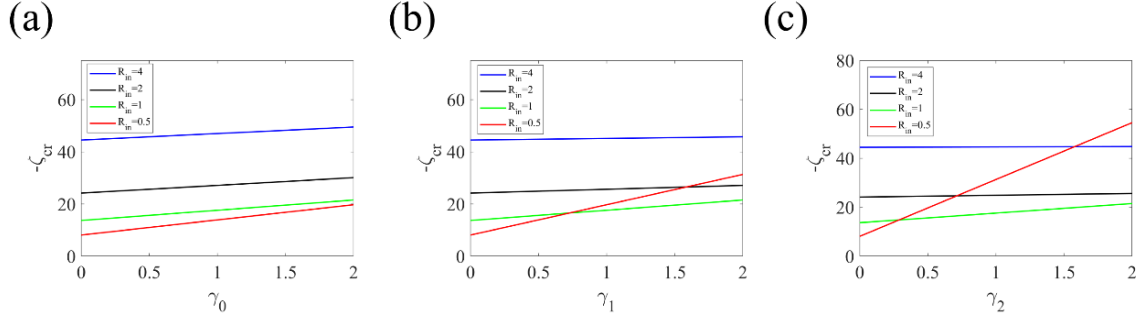 (a)
R_in=4
R_in=2
R_in=1
R_in=0.5
60
40
20
0
-ζ_cr
0 0.5 1 1.5 2
γ_0
(b)
R_in=4
R_in=2
R_in=1
R_in=0.5
60
40
20
0
-ζ_cr
0 0.5 1 1.5 2
γ_1
(c)
R_in=4
R_in=2
R_in=1
R_in=0.5
80
60
40
20
0
-ζ_cr
0 0.5 1 1.5 2
γ_2